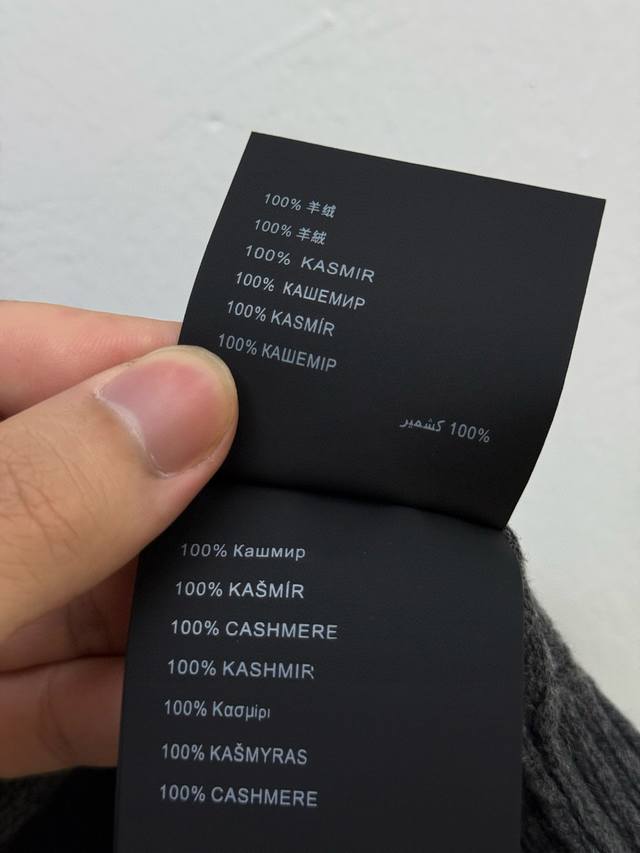 100% 羊绒
100% 羊絨
100% KASMIR
100% КАШЕМИР
100% KASMÍR
100% КАШЕМІР
100% كشمير
100% Кашмир
100% KAŠMÍR
100% CASHMERE
100% KASHMIR
100% Κασμίρι
100% KAŠMYRAS
100% CASHMERE